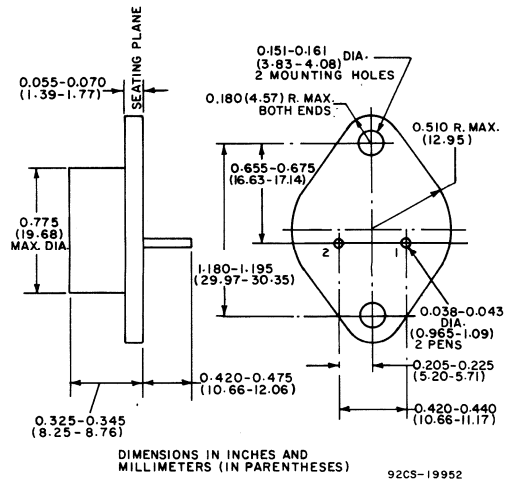 SEATING PLANE
0.055-0.070
(1.39-1.77)
0.151-0.161 DIA.
(3.83-4.08)
2 MOUNTING HOLES
0.180(4.57) R. MAX.
BOTH ENDS
0.510 R. MAX.
(12.95)
0.655-0.675
(16.63-17.14)
0.775
(19.68)
MAX. DIA.
2
1
1.180-1.195
(29.97-30.35)
0.038-0.043
DIA.
(0.965-1.09)
2 PENS
0.205-0.225
(5.20-5.71)
0.420-0.475
(10.66-12.06)
0.420-0.440
(10.66-11.17)
0.325-0.345
(8.25-8.76)
DIMENSIONS IN INCHES AND
MILLIMETERS (IN PARENTHESES)
92CS-19952